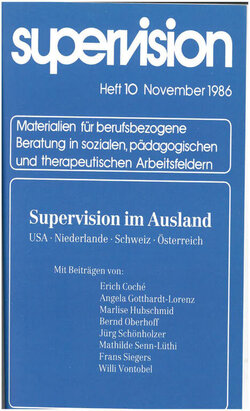 supervision
Heft 10 November 1986
Materialien für berufsbezogene
Beratung in sozialen, pädagogischen
und therapeutischen Arbeitsfeldern
Supervision im Ausland
USA · Niederlande · Schweiz · Österreich
Mit Beiträgen von:
Erich Coché
Angela Gotthardt-Lorenz
Marlise Hubschmid
Bernd Oberhoff
Jürg Schönholzer
Mathilde Senn-Lüthi
Frans Siegers
Willi Vontobel